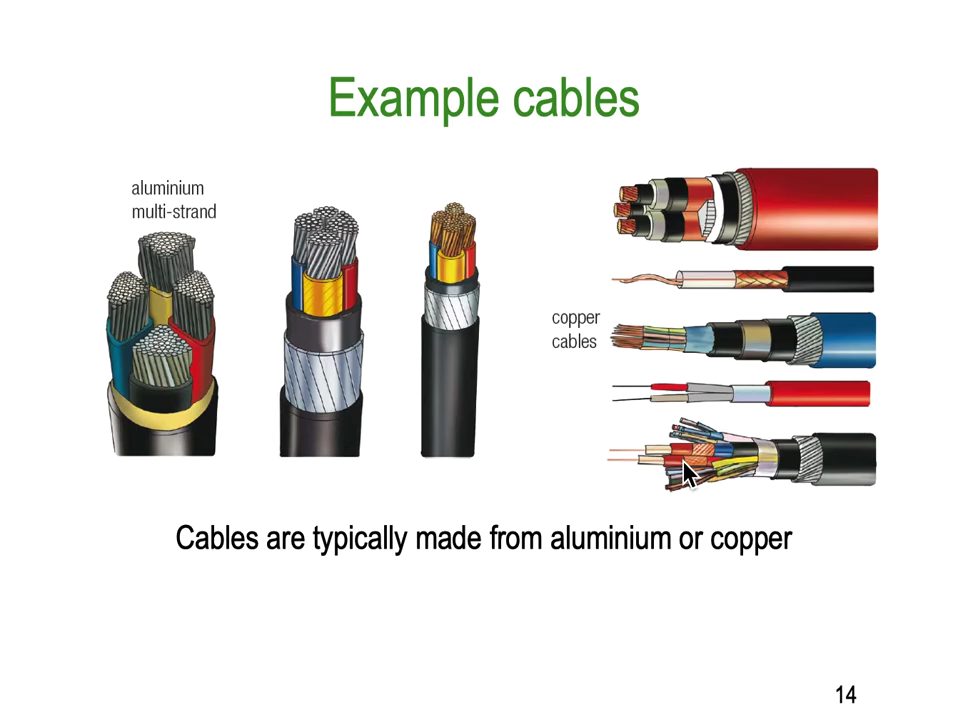 Example cables
aluminium
multi-strand
copper
cables
Cables are typically made from aluminium or copper
14